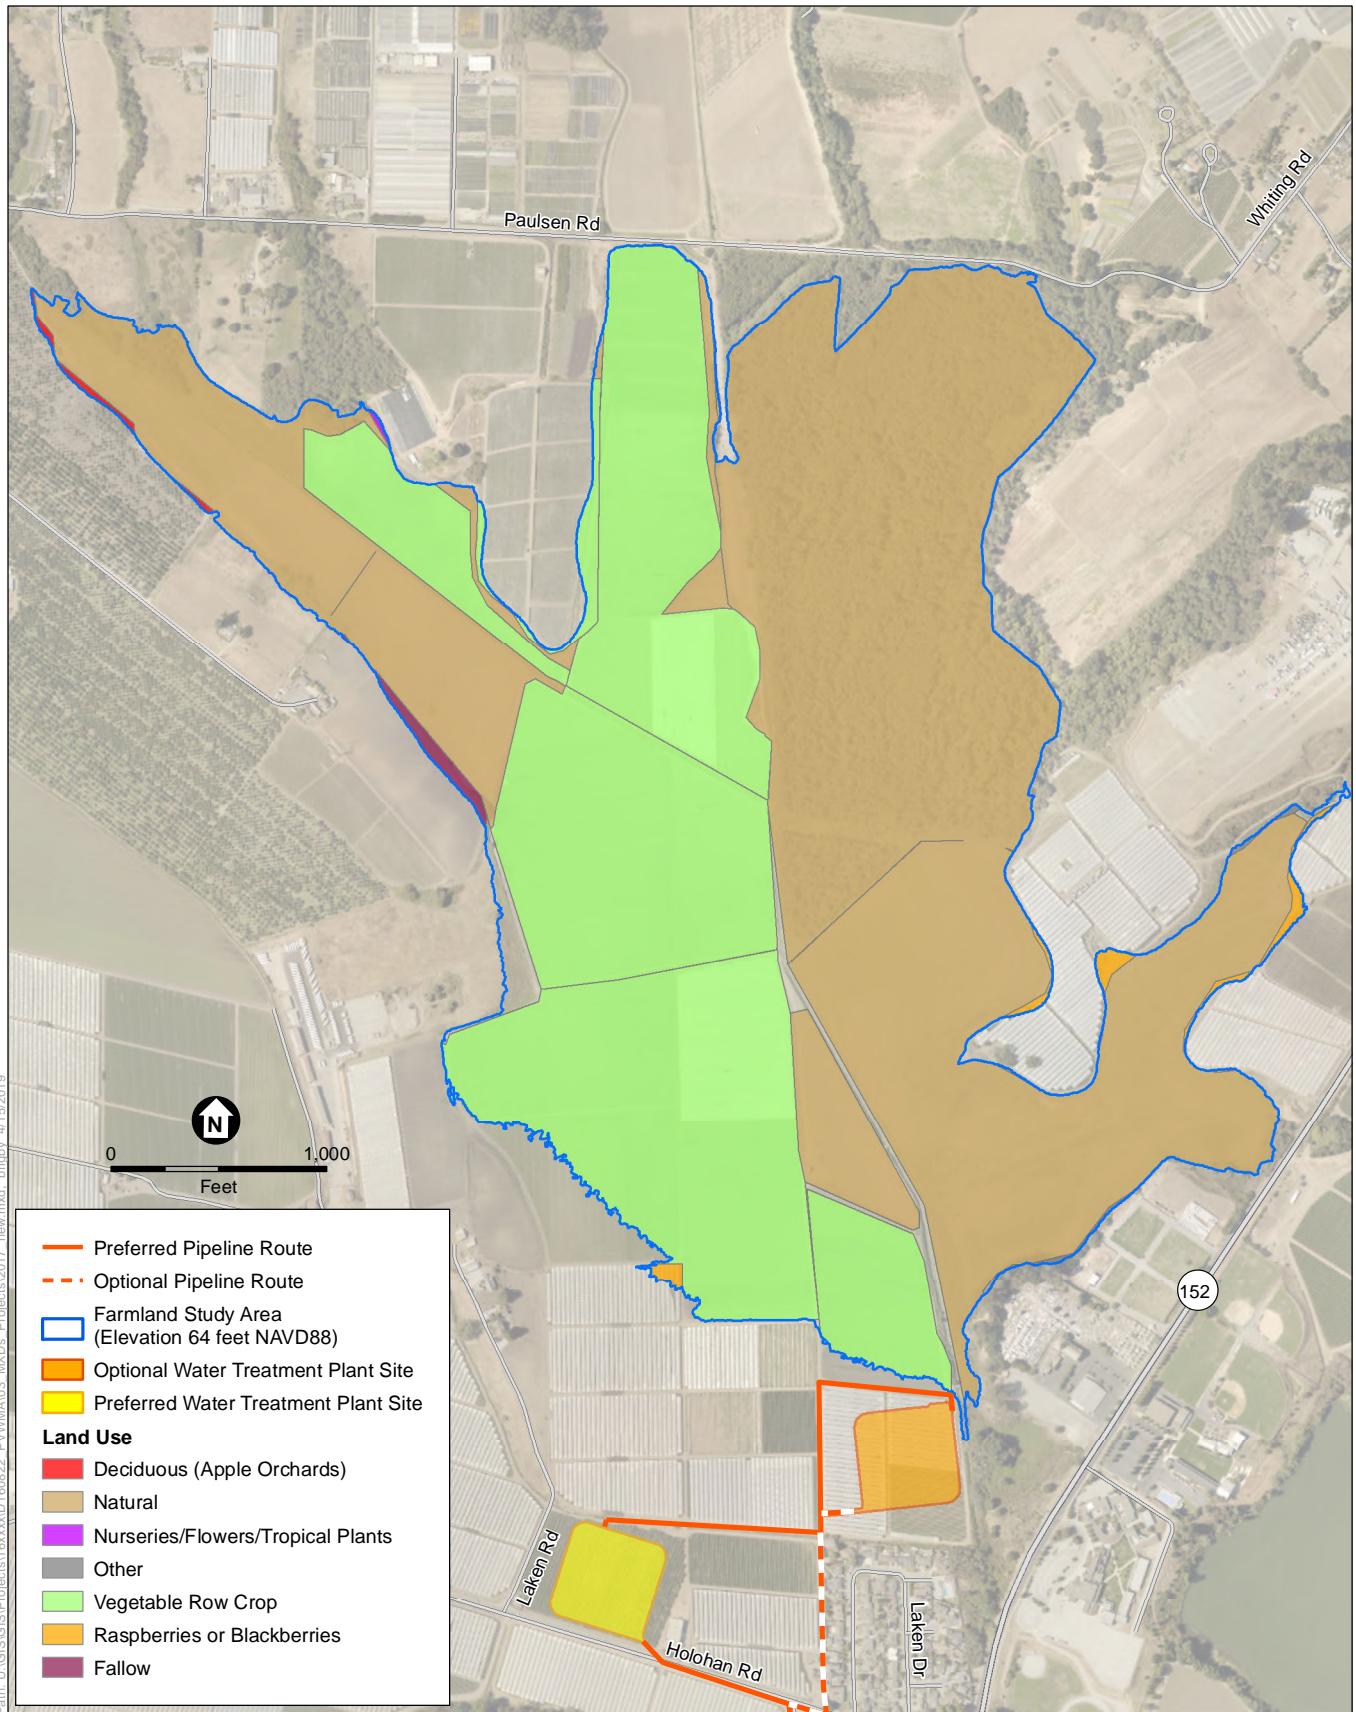 Paulsen Rd
Whiting Rd
N
0 1,000
Feet
152
Preferred Pipeline Route
Optional Pipeline Route
Farmland Study Area
(Elevation 64 feet NAVD88)
Optional Water Treatment Plant Site
Preferred Water Treatment Plant Site
Land Use
Deciduous (Apple Orchards)
Natural
Nurseries/Flowers/Tropical Plants
Other
Vegetable Row Crop
Raspberries or Blackberries
Fallow
Laken Rd
Holohan Rd
Laken Dr